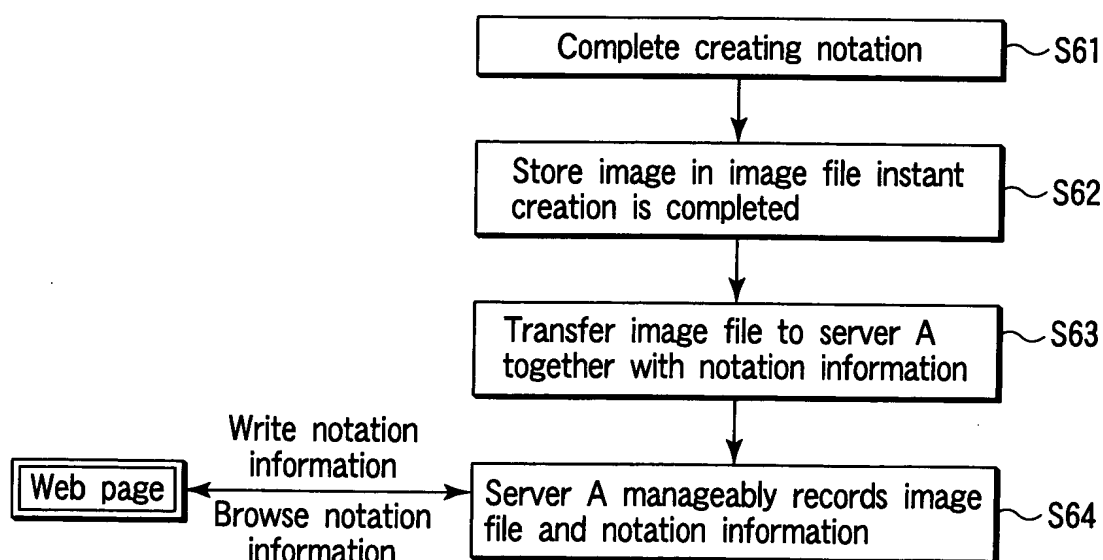 Complete creating notation
S61
Store image in image file instant
creation is completed
S62
Transfer image file to server A
together with notation information
S63
Write notation
information
Web page
Browse notation
information
Server A manageably records image
file and notation information
S64